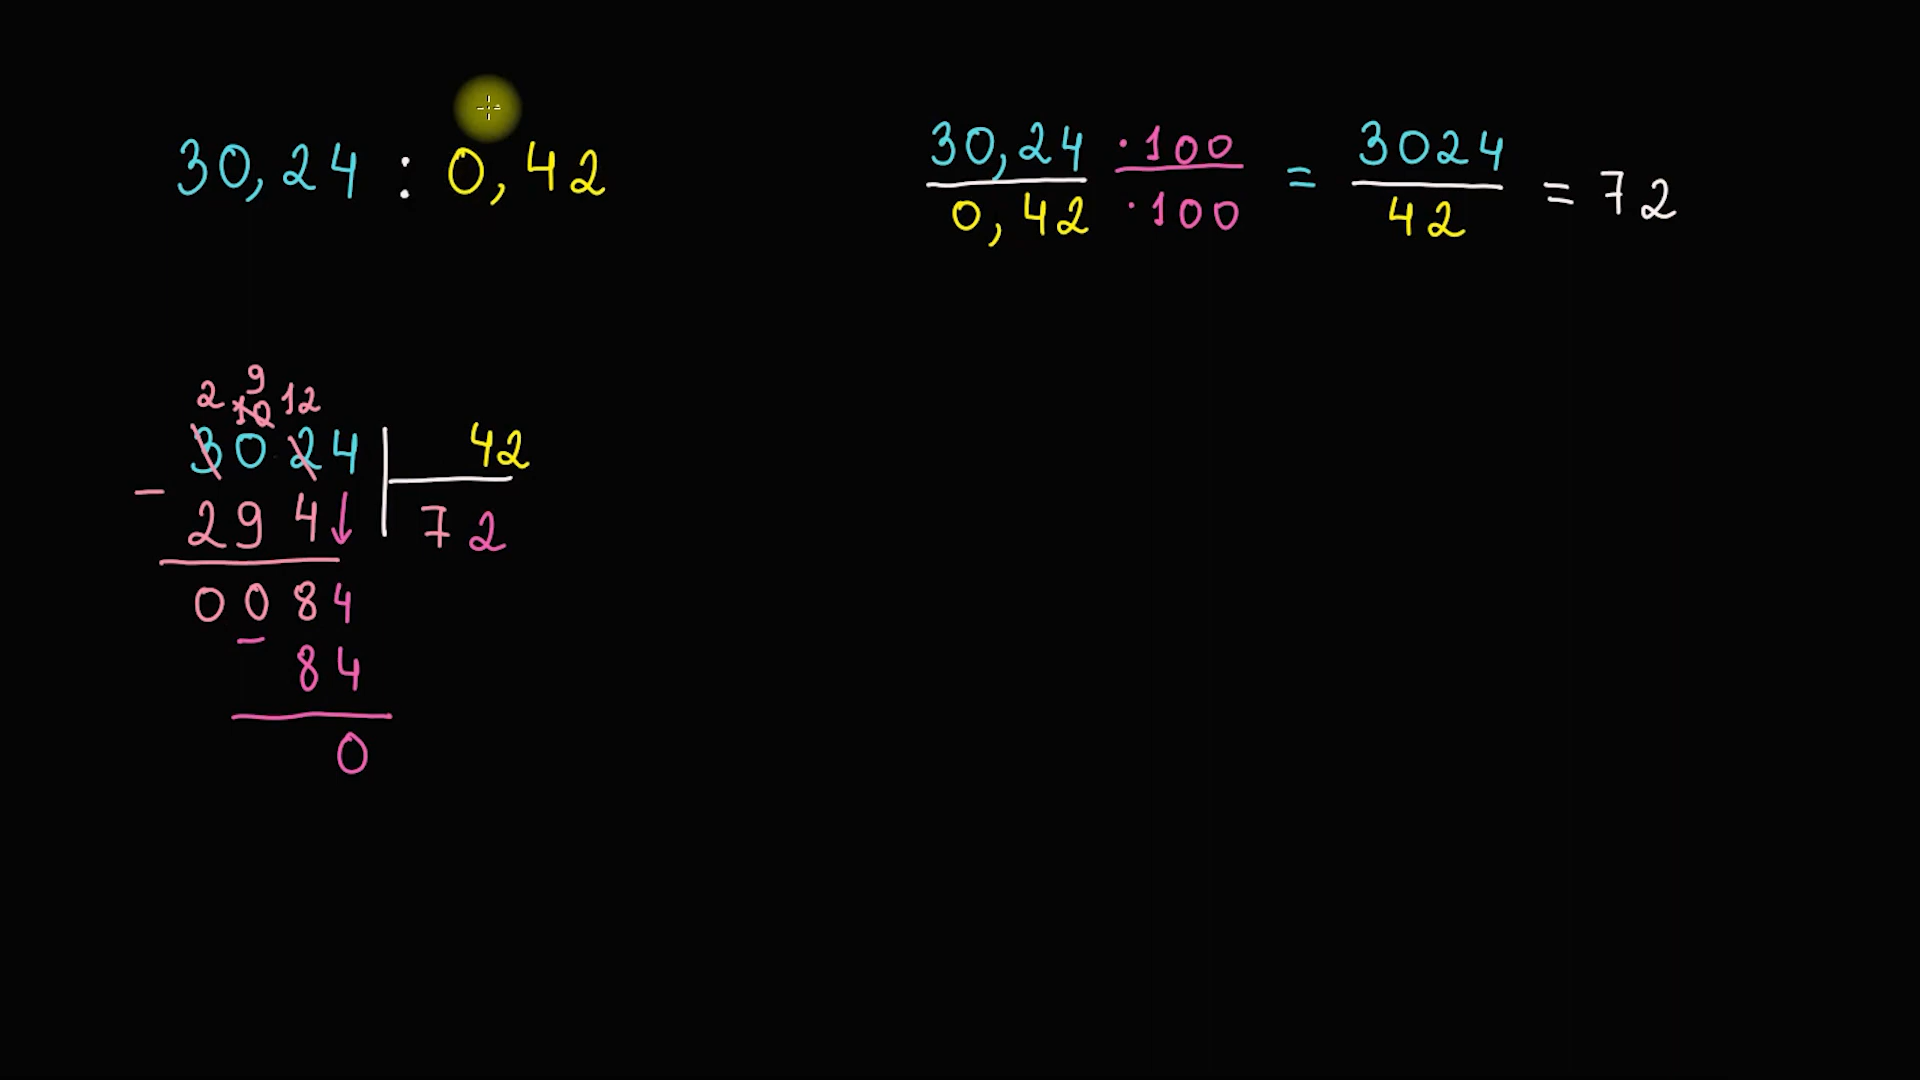 30,24 : 0,42
30,24 ·100 = 3024 = 72
0,42 ·100 42
9
2 10 12
3024 42
- 294 72
0084
- 84
0